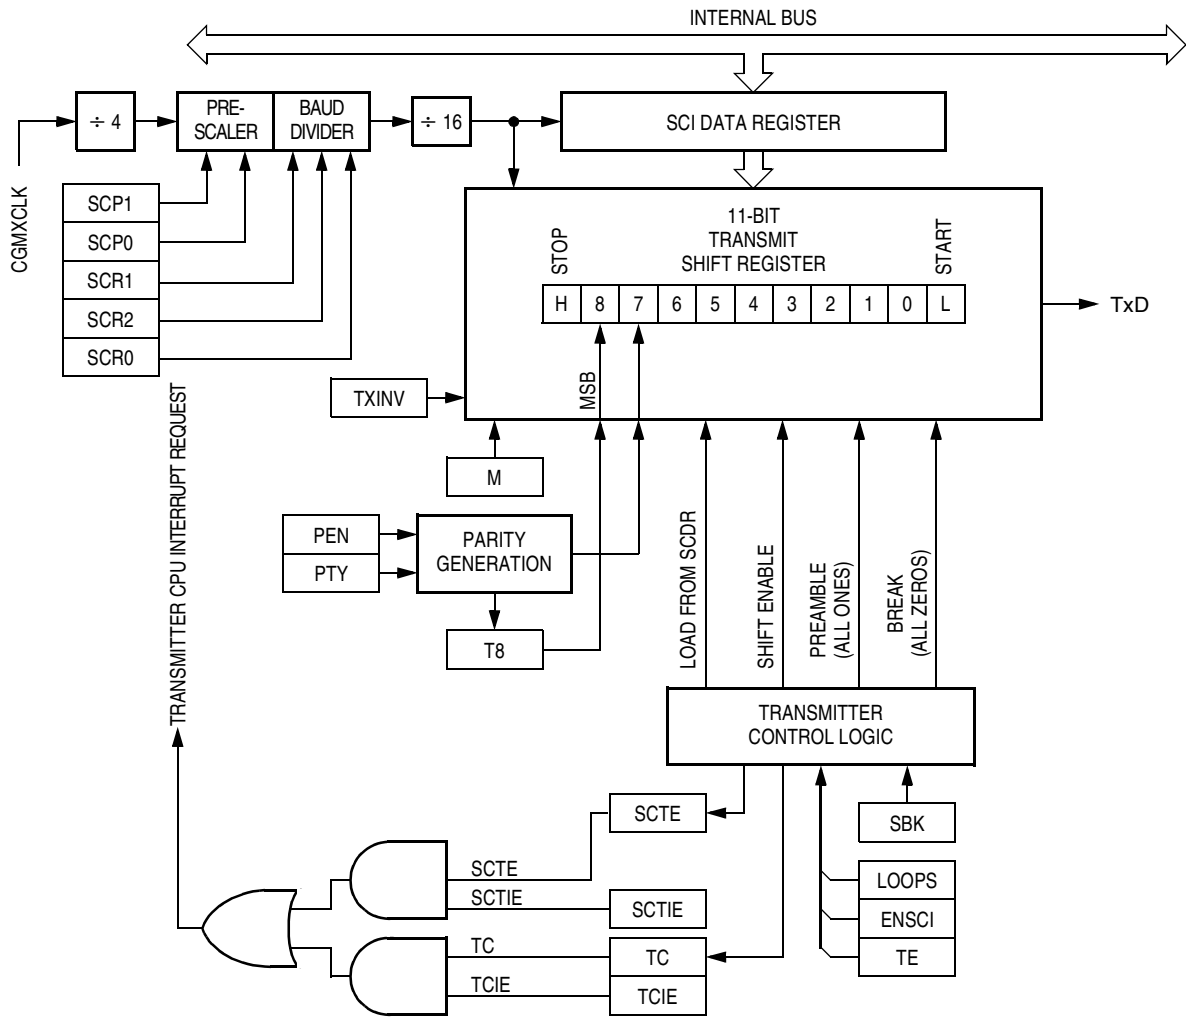 INTERNAL BUS
÷ 4
PRE-
SCALER
BAUD
DIVIDER
÷ 16
SCI DATA REGISTER
CGMXCLK
SCP1
SCP0
SCR1
SCR2
SCR0
11-BIT
TRANSMIT
SHIFT REGISTER
STOP
START
H 8 7 6 5 4 3 2 1 0 L
TxD
MSB
TXINV
M
PEN
PTY
PARITY
GENERATION
T8
LOAD FROM SCDR
SHIFT ENABLE
PREAMBLE
(ALL ONES)
BREAK
(ALL ZEROS)
TRANSMITTER CPU INTERRUPT REQUEST
TRANSMITTER
CONTROL LOGIC
SCTE
SBK
SCTE
SCTIE
SCTIE
LOOPS
ENSCI
TE
TC
TC
TCIE
TCIE